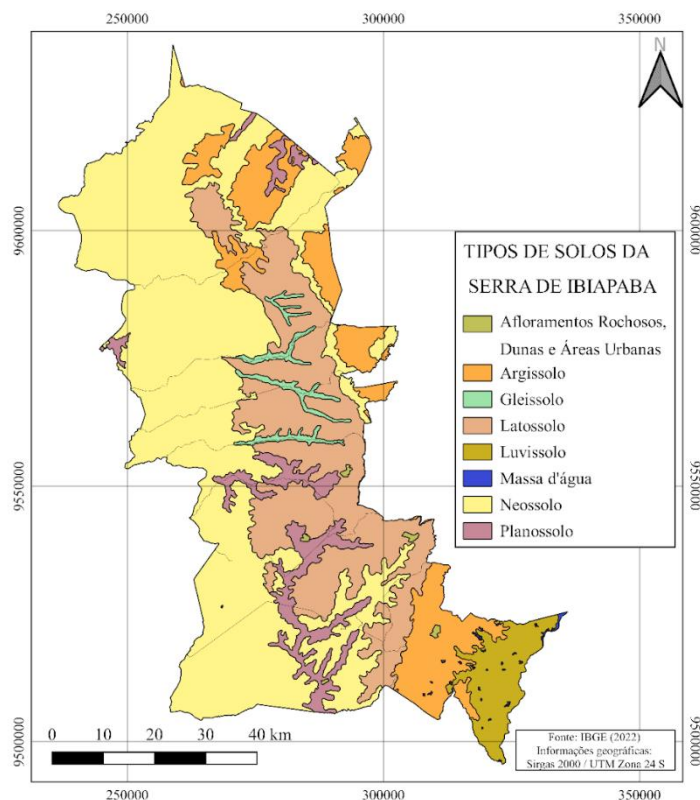 250000
300000
350000
N
9600000
9600000
TIPOS DE SOLOS DA
SERRA DE IBIAPABA
Afloramentos Rochosos,
Dunas e Áreas Urbanas
Argissolo
Gleissolo
Latossolo
Luvissolo
Massa d'água
Neossolo
Planossolo
9550000
9550000
0 10 20 30 40 km
Fonte: IBGE (2022)
Informações geográficas:
Sirgas 2000 / UTM Zona 24 S
9500000
9500000
250000
300000
350000